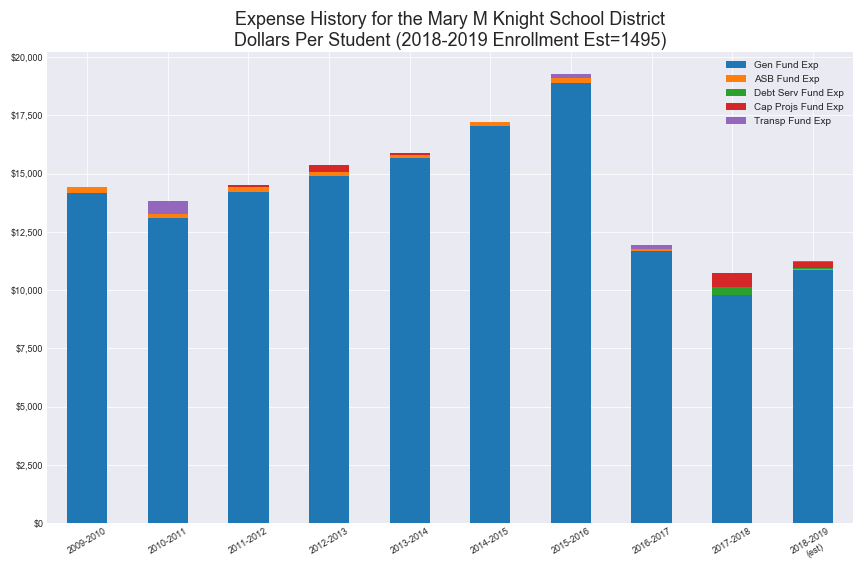 Expense History for the Mary M Knight School District
Dollars Per Student (2018-2019 Enrollment Est=1495)
Gen Fund Exp
ASB Fund Exp
Debt Serv Fund Exp
Cap Projs Fund Exp
Transp Fund Exp
$20,000
$17,500
$15,000
$12,500
$10,000
$7,500
$5,000
$2,500
$0
2009-2010
2010-2011
2011-2012
2012-2013
2013-2014
2014-2015
2015-2016
2016-2017
2017-2018
2018-2019
(est)